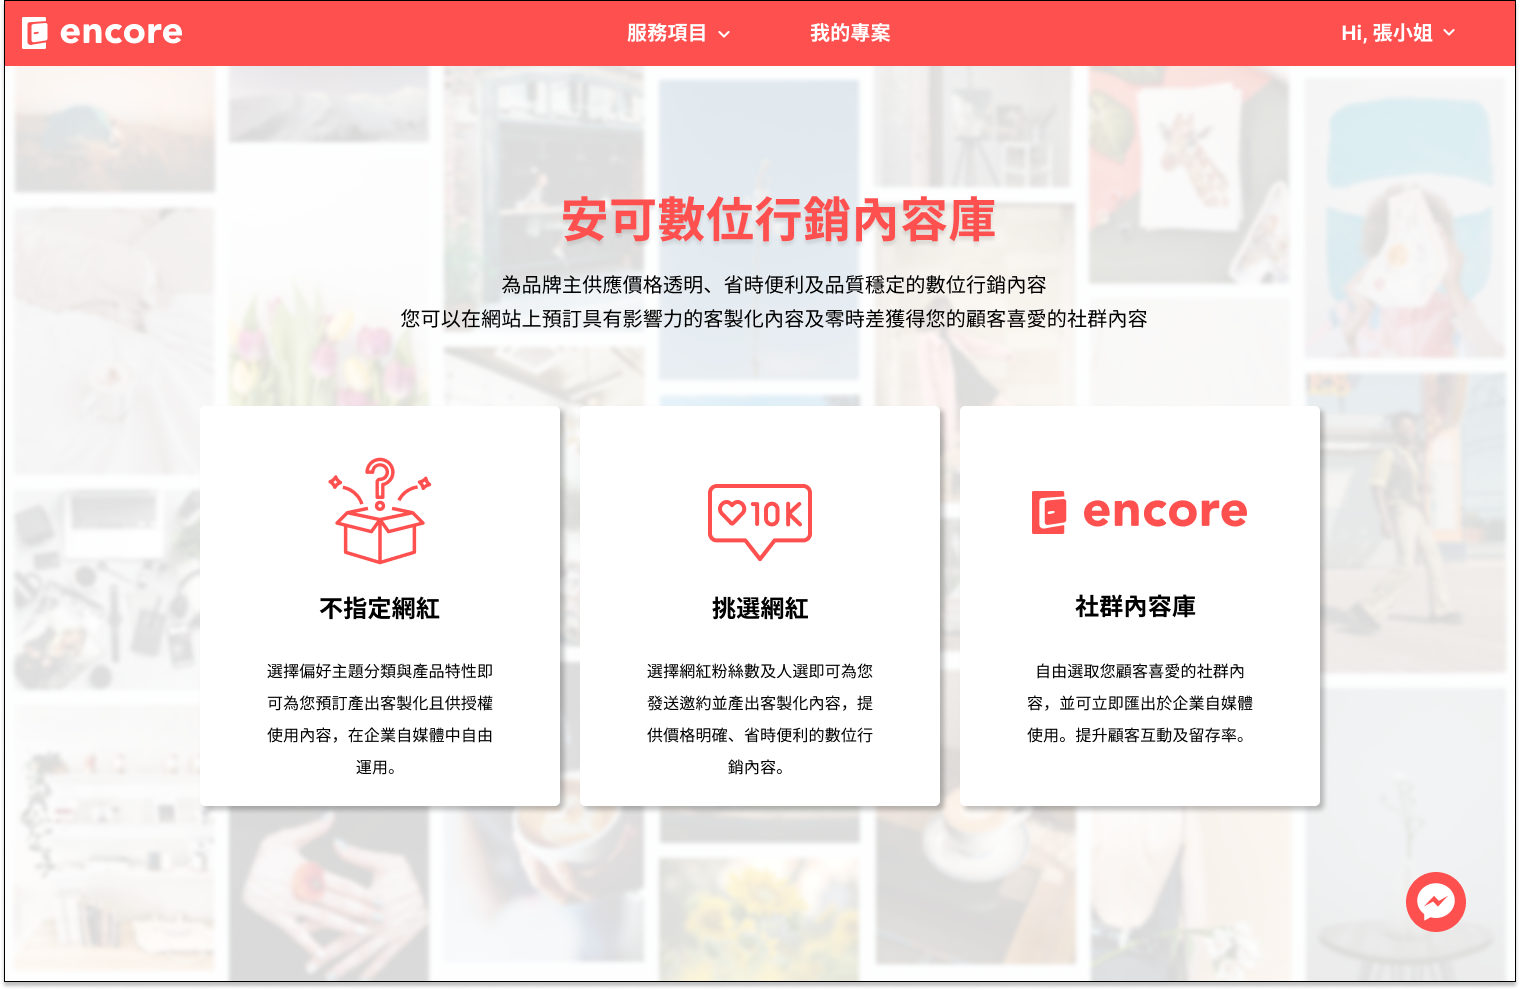 encore
服務項目
我的專案
Hi, 張小姐
安可數位行銷內容庫
為品牌主供應價格透明、省時便利及品質穩定的數位行銷內容
您可以在網站上預訂具有影響力的客製化內容及零時差獲得您的顧客喜愛的社群內容
不指定網紅
選擇偏好主題分類與產品特性即
可為您預訂產出客製化且供授權
使用內容，在企業自媒體中自由
運用。
10K
挑選網紅
選擇網紅粉絲數及人選即可為您
發送邀約並產出客製化內容，提
供價格明確、省時便利的數位行
銷內容。
encore
社群內容庫
自由選取您顧客喜愛的社群內
容，並可立即匯出於企業自媒體
使用。提升顧客互動及留存率。